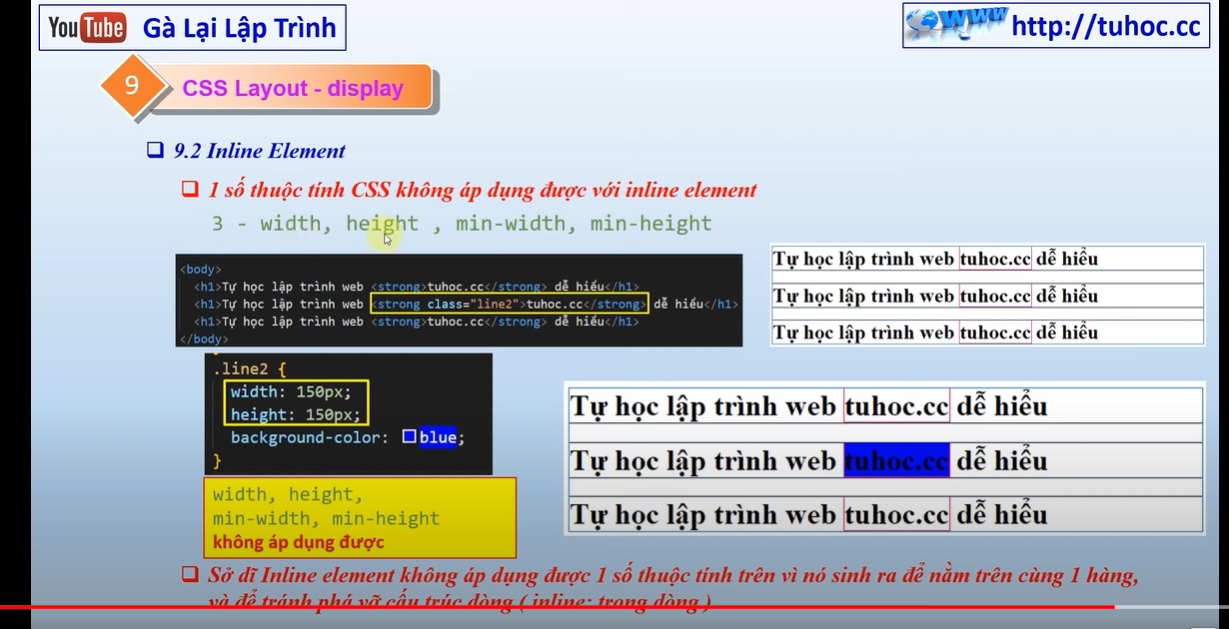 YouTube Gà Lại Lập Trình
www http://tuhoc.cc
9 CSS Layout - display
9.2 Inline Element
1 số thuộc tính CSS không áp dụng được với inline element
3 - width, height , min-width, min-height
<body>
<h1>Tự học lập trình web <strong>tuhoc.cc</strong> dễ hiểu</h1>
<h1>Tự học lập trình web <strong class="line2">tuhoc.cc</strong> dễ hiểu</h1>
<h1>Tự học lập trình web <strong>tuhoc.cc</strong> dễ hiểu</h1>
</body>
Tự học lập trình web tuhoc.cc dễ hiểu
Tự học lập trình web tuhoc.cc dễ hiểu
Tự học lập trình web tuhoc.cc dễ hiểu
.line2 {
width: 150px;
height: 150px;
background-color: blue;
}
Tự học lập trình web tuhoc.cc dễ hiểu
Tự học lập trình web tuhoc.cc dễ hiểu
Tự học lập trình web tuhoc.cc dễ hiểu
width, height,
min-width, min-height
không áp dụng được
Sở dĩ Inline element không áp dụng được 1 số thuộc tính trên vì nó sinh ra để nằm trên cùng 1 hàng,
và để tránh phá vỡ cấu trúc dòng ( inline: trong dòng )